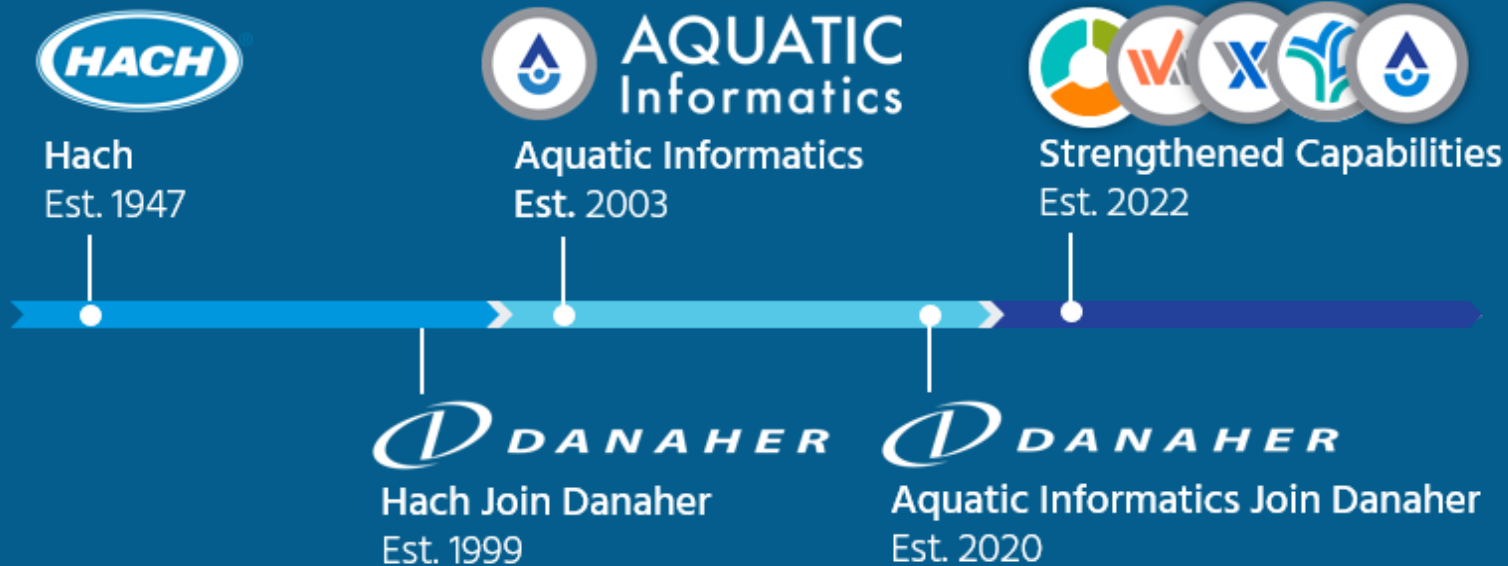 HACH®
AQUATIC
Informatics
Hach
Est. 1947
Aquatic Informatics
Est. 2003
Strengthened Capabilities
Est. 2022
DANAHER
Hach Join Danaher
Est. 1999
DANAHER
Aquatic Informatics Join Danaher
Est. 2020